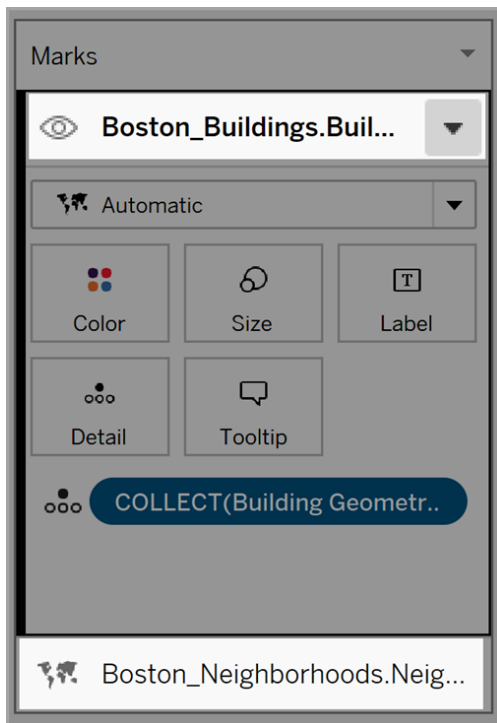 Marks
Boston_Buildings.Buil...
Automatic
Color Size Label
Detail Tooltip
COLLECT(Building Geometr..
Boston_Neighborhoods.Neig...